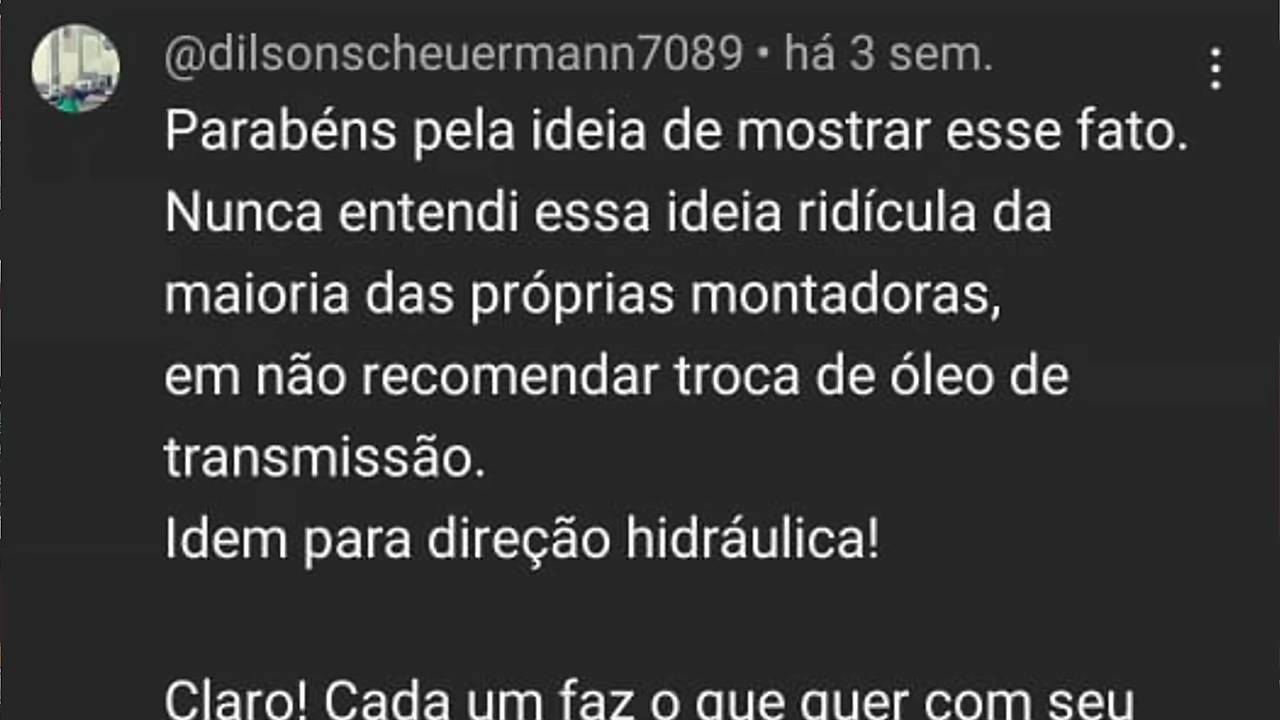 @dilsonscheuermann7089 • há 3 sem.
Parabéns pela ideia de mostrar esse fato.
Nunca entendi essa ideia ridícula da
maioria das próprias montadoras,
em não recomendar troca de óleo de
transmissão.
Idem para direção hidráulica!
Claro! Cada um faz o que quer com seu